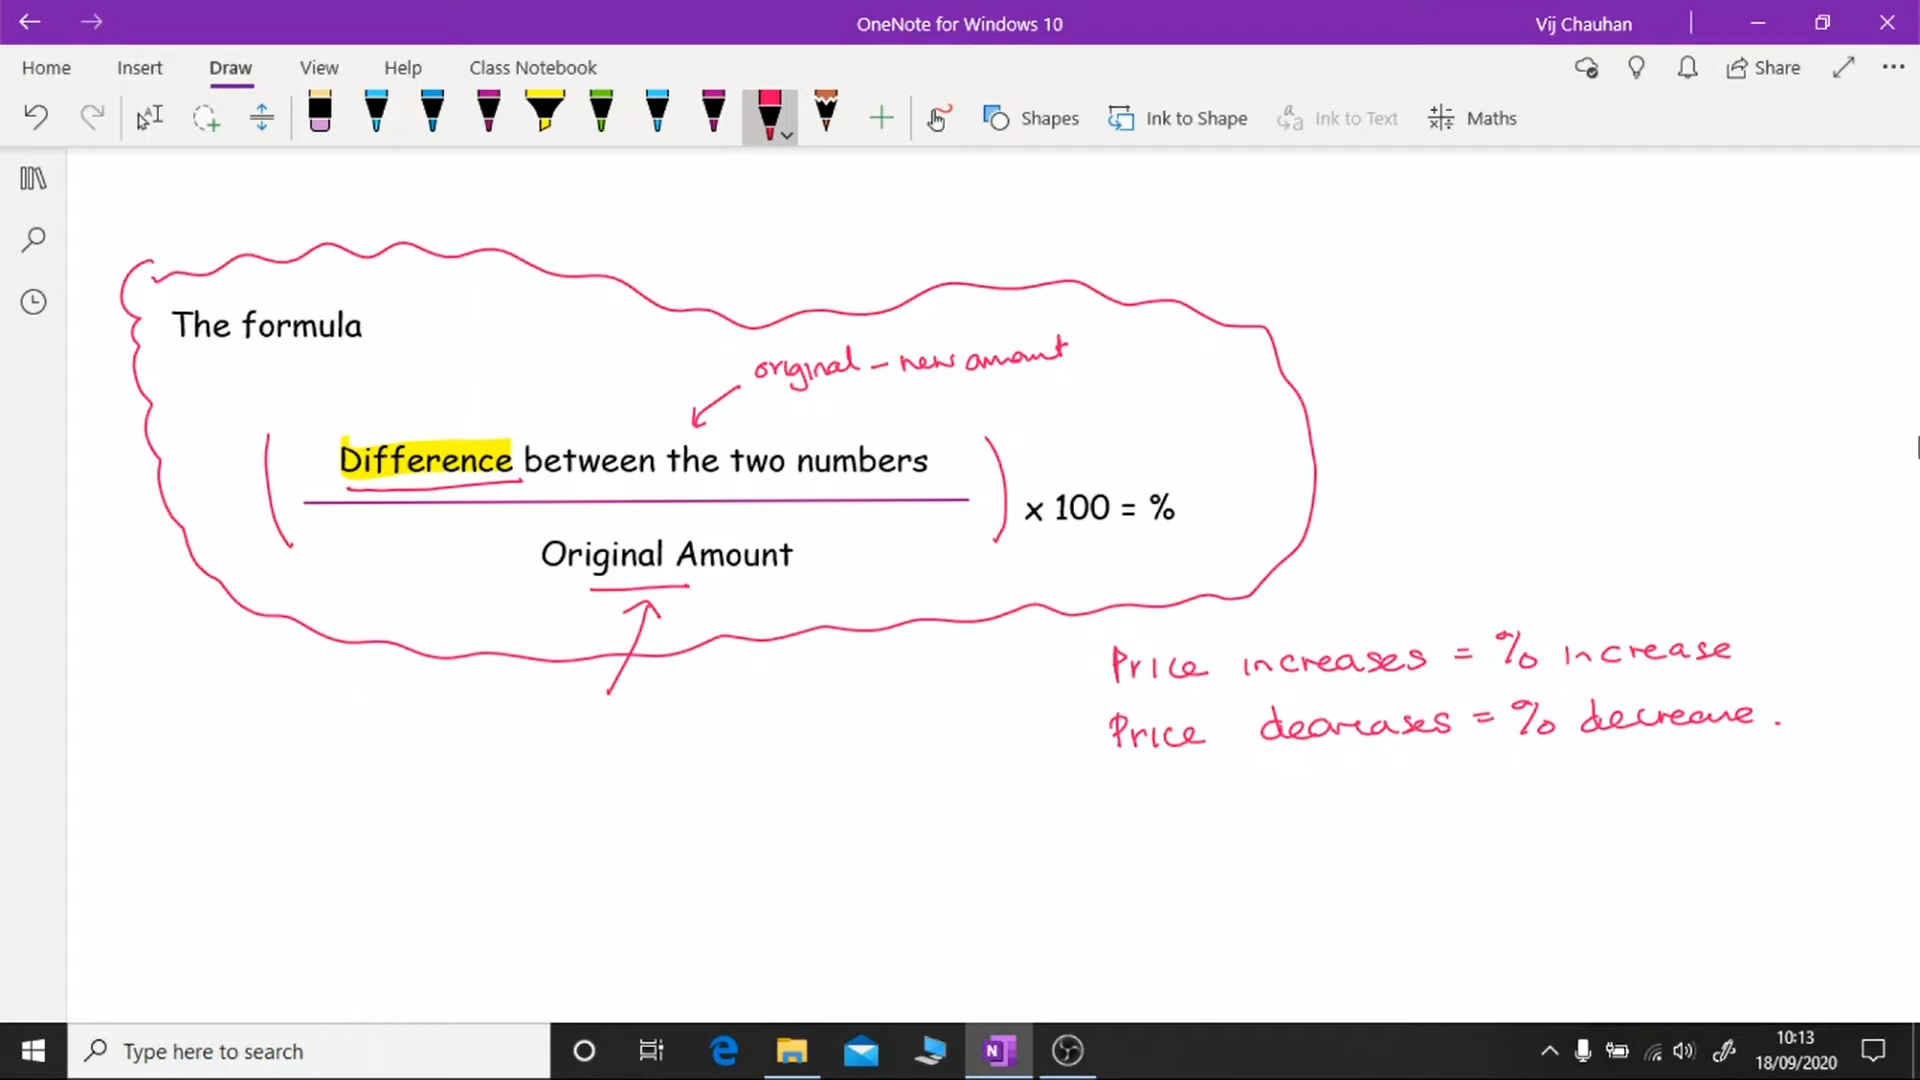 OneNote for Windows 10
Vij Chauhan
Home Insert Draw View Help Class Notebook
Share
Shapes Ink to Shape Ink to Text Maths
The formula
original - new amount
Difference between the two numbers
x 100 = %
Original Amount
Price increases = % increase
Price decreases = % decrease.
Type here to search
10:13
18/09/2020